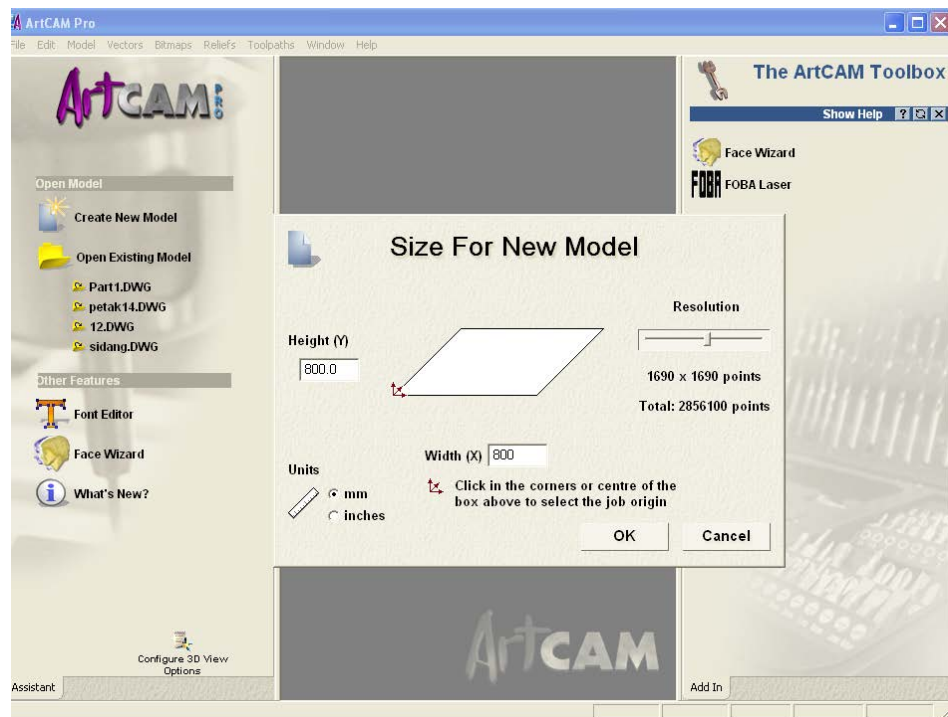 ArtCAM Pro
File Edit Model Vectors Bitmaps Reliefs Toolpaths Window Help
ArtCAM PRO
Open Model
Create New Model
Open Existing Model
Part1.DWG
petak14.DWG
12.DWG
sidang.DWG
Other Features
Font Editor
Face Wizard
What's New?
Configure 3D View
Options
Assistant
Size For New Model
Height (Y)
800.0
Resolution
1690 x 1690 points
Total: 2856100 points
Width (X) 800
Units
mm
inches
Click in the corners or centre of the
box above to select the job origin
OK Cancel
ArtCAM
The ArtCAM Toolbox
Show Help ?
Face Wizard
FOBA FOBA Laser
Add In